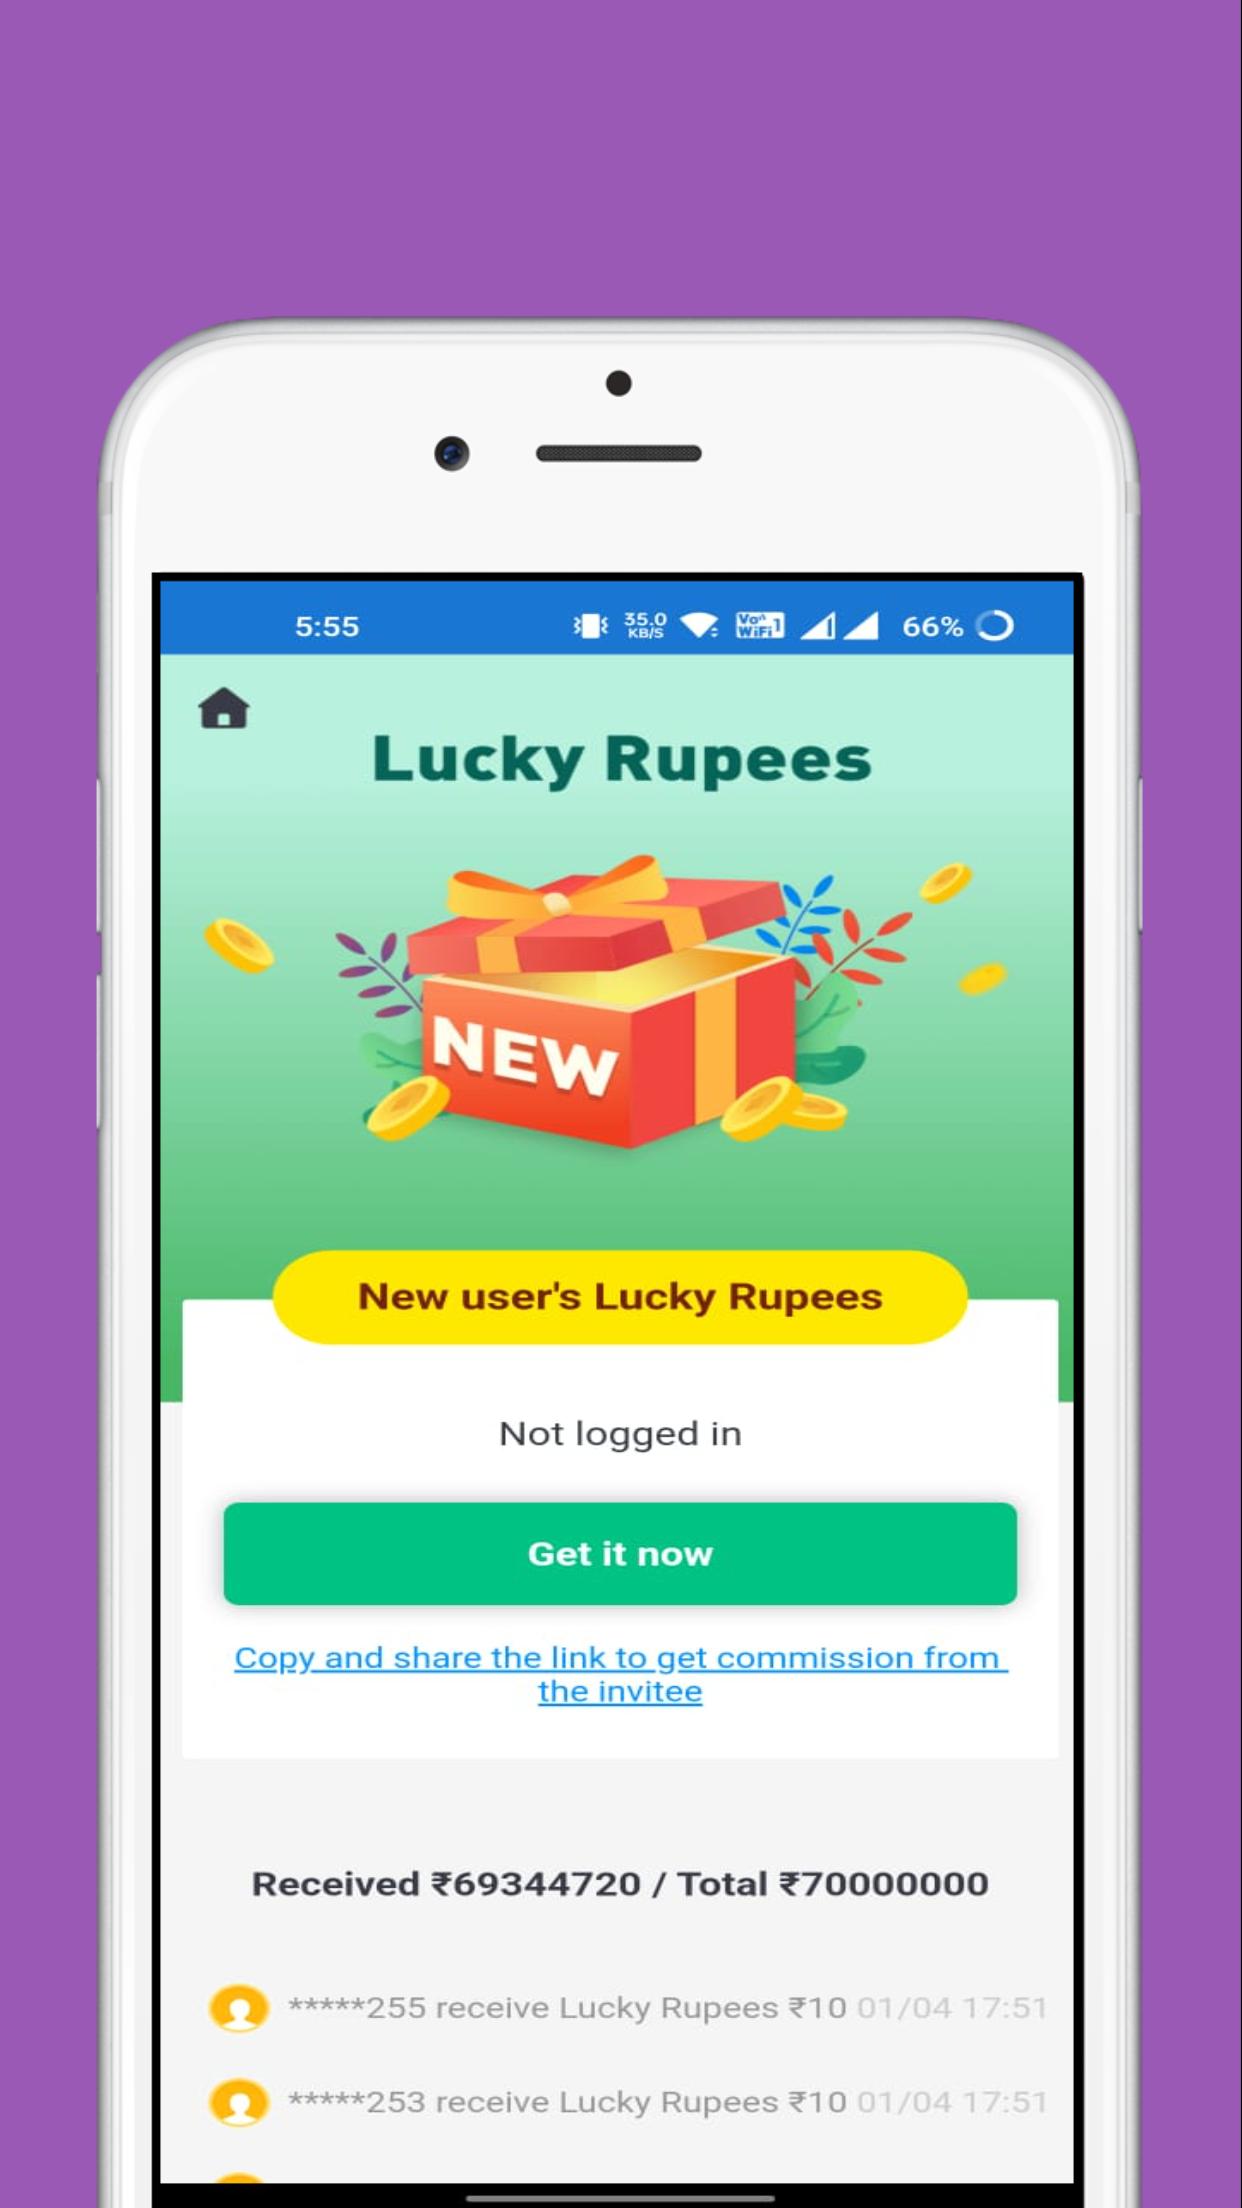 5:55
35.0
KB/S
WiFi 1
66%
Lucky Rupees
NEW
New user's Lucky Rupees
Not logged in
Get it now
Copy and share the link to get commission from
the invitee
Received ₹69344720 / Total ₹70000000
*****255 receive Lucky Rupees ₹10 01/04 17:51
*****253 receive Lucky Rupees ₹10 01/04 17:51